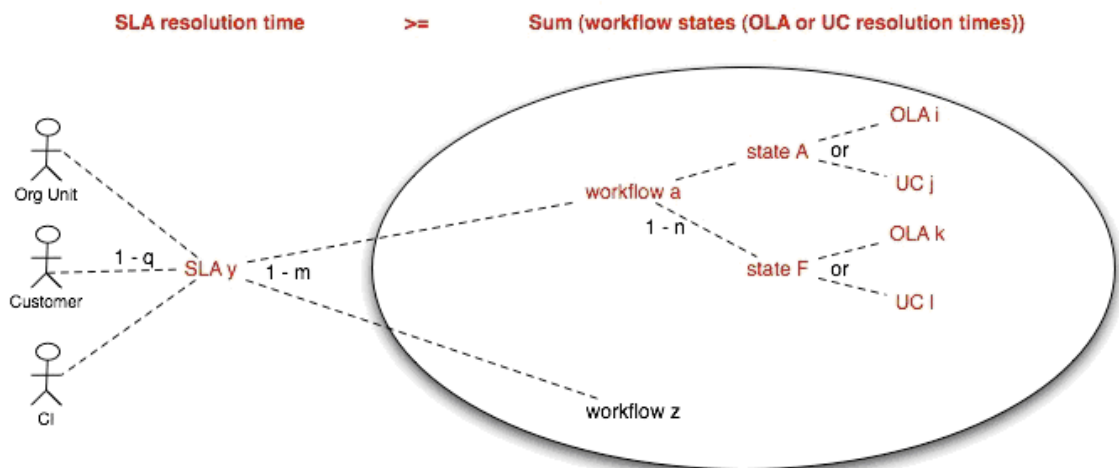 SLA resolution time >= Sum (workflow states (OLA or UC resolution times))
OLA i
state A or
Org Unit
workflow a
UC j
1 - n
OLA k
1 - q
SLA y
1 - m
state F or
Customer
UC l
workflow z
CI